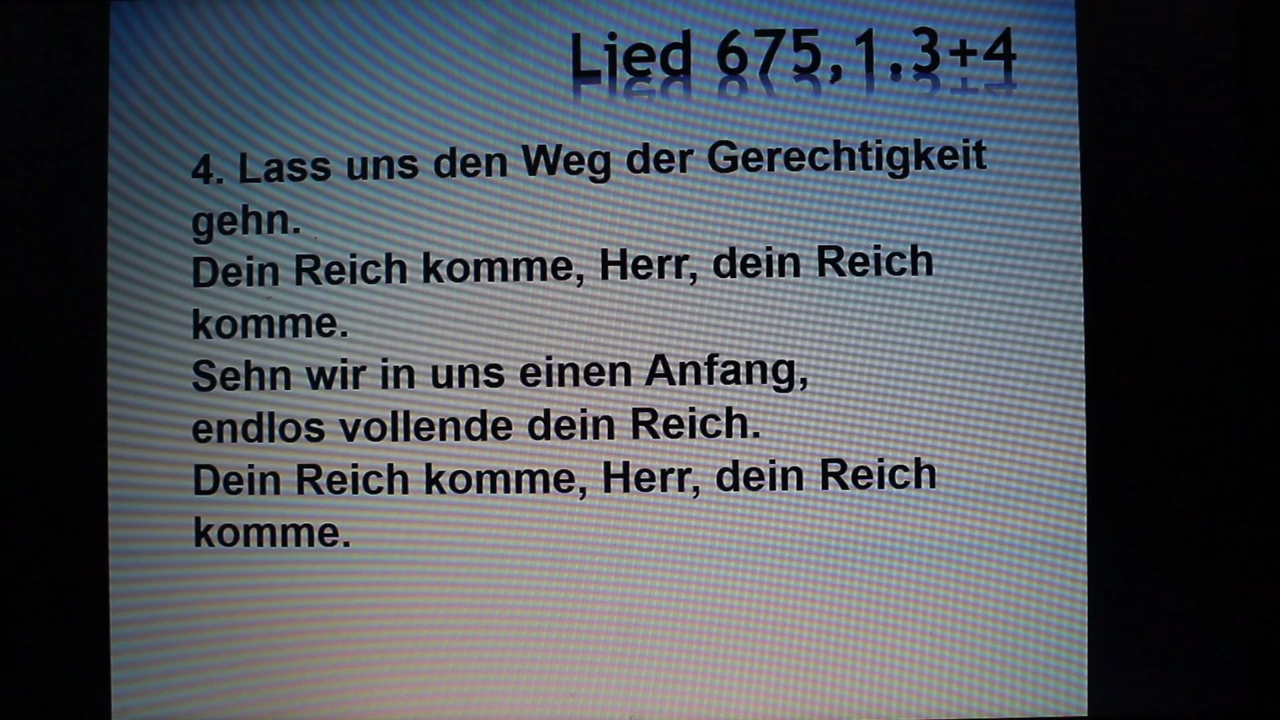 Lied 675,1.3+4
4. Lass uns den Weg der Gerechtigkeit
gehn.
Dein Reich komme, Herr, dein Reich
komme.
Sehn wir in uns einen Anfang,
endlos vollende dein Reich.
Dein Reich komme, Herr, dein Reich
komme.